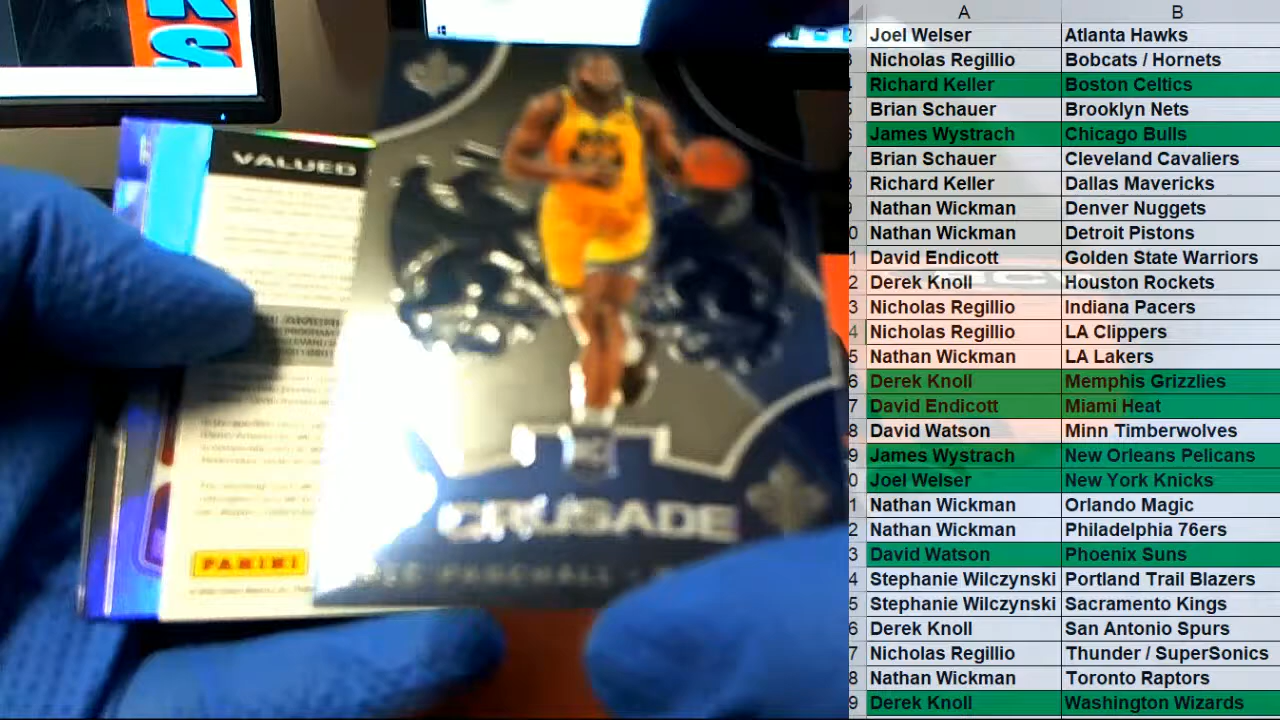 KS
VALUED
PANINI
RC
CRUSADE
PASCHALL
A B
Joel Welser Atlanta Hawks
Nicholas Regillio Bobcats / Hornets
Richard Keller Boston Celtics
Brian Schauer Brooklyn Nets
James Wystrach Chicago Bulls
Brian Schauer Cleveland Cavaliers
Richard Keller Dallas Mavericks
Nathan Wickman Denver Nuggets
Nathan Wickman Detroit Pistons
David Endicott Golden State Warriors
Derek Knoll Houston Rockets
Nicholas Regillio Indiana Pacers
Nicholas Regillio LA Clippers
Nathan Wickman LA Lakers
Derek Knoll Memphis Grizzlies
David Endicott Miami Heat
David Watson Minn Timberwolves
James Wystrach New Orleans Pelicans
Joel Welser New York Knicks
Nathan Wickman Orlando Magic
Nathan Wickman Philadelphia 76ers
David Watson Phoenix Suns
Stephanie Wilczynski Portland Trail Blazers
Stephanie Wilczynski Sacramento Kings
Derek Knoll San Antonio Spurs
Nicholas Regillio Thunder / SuperSonics
Nathan Wickman Toronto Raptors
Derek Knoll Washington Wizards